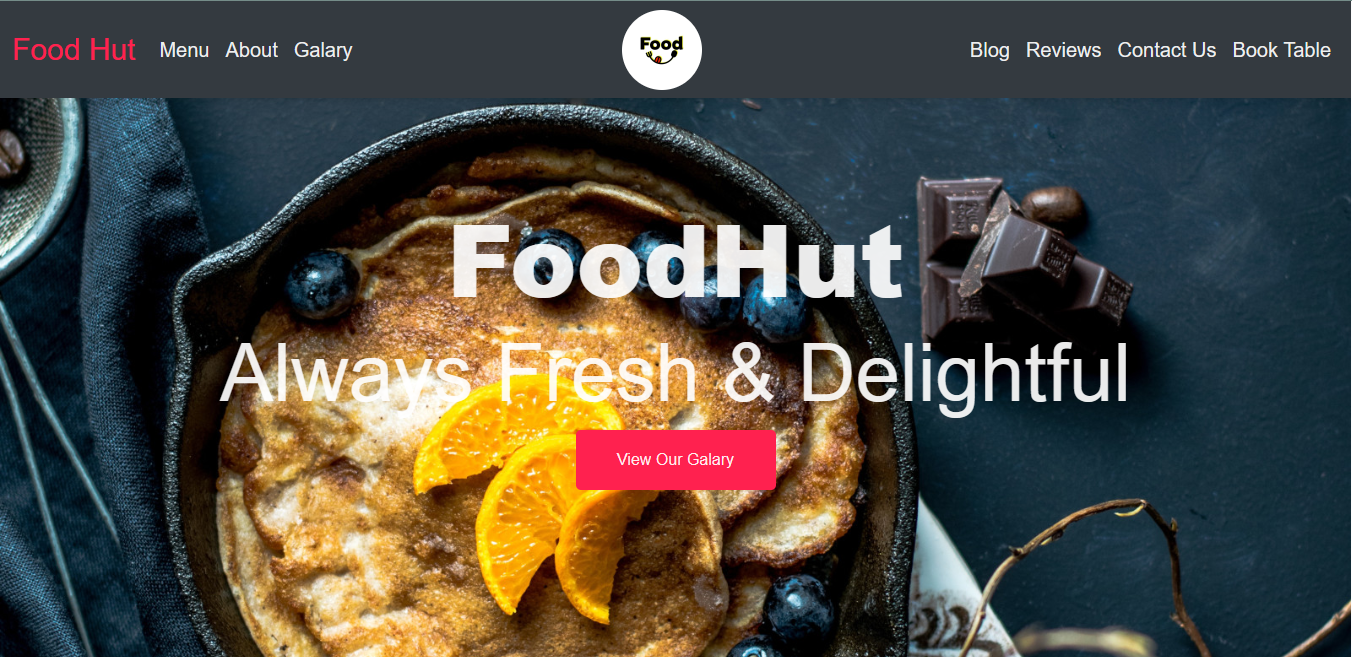 Food Hut Menu About Galary
Food
Blog Reviews Contact Us Book Table
FoodHut
Always Fresh & Delightful
View Our Galary